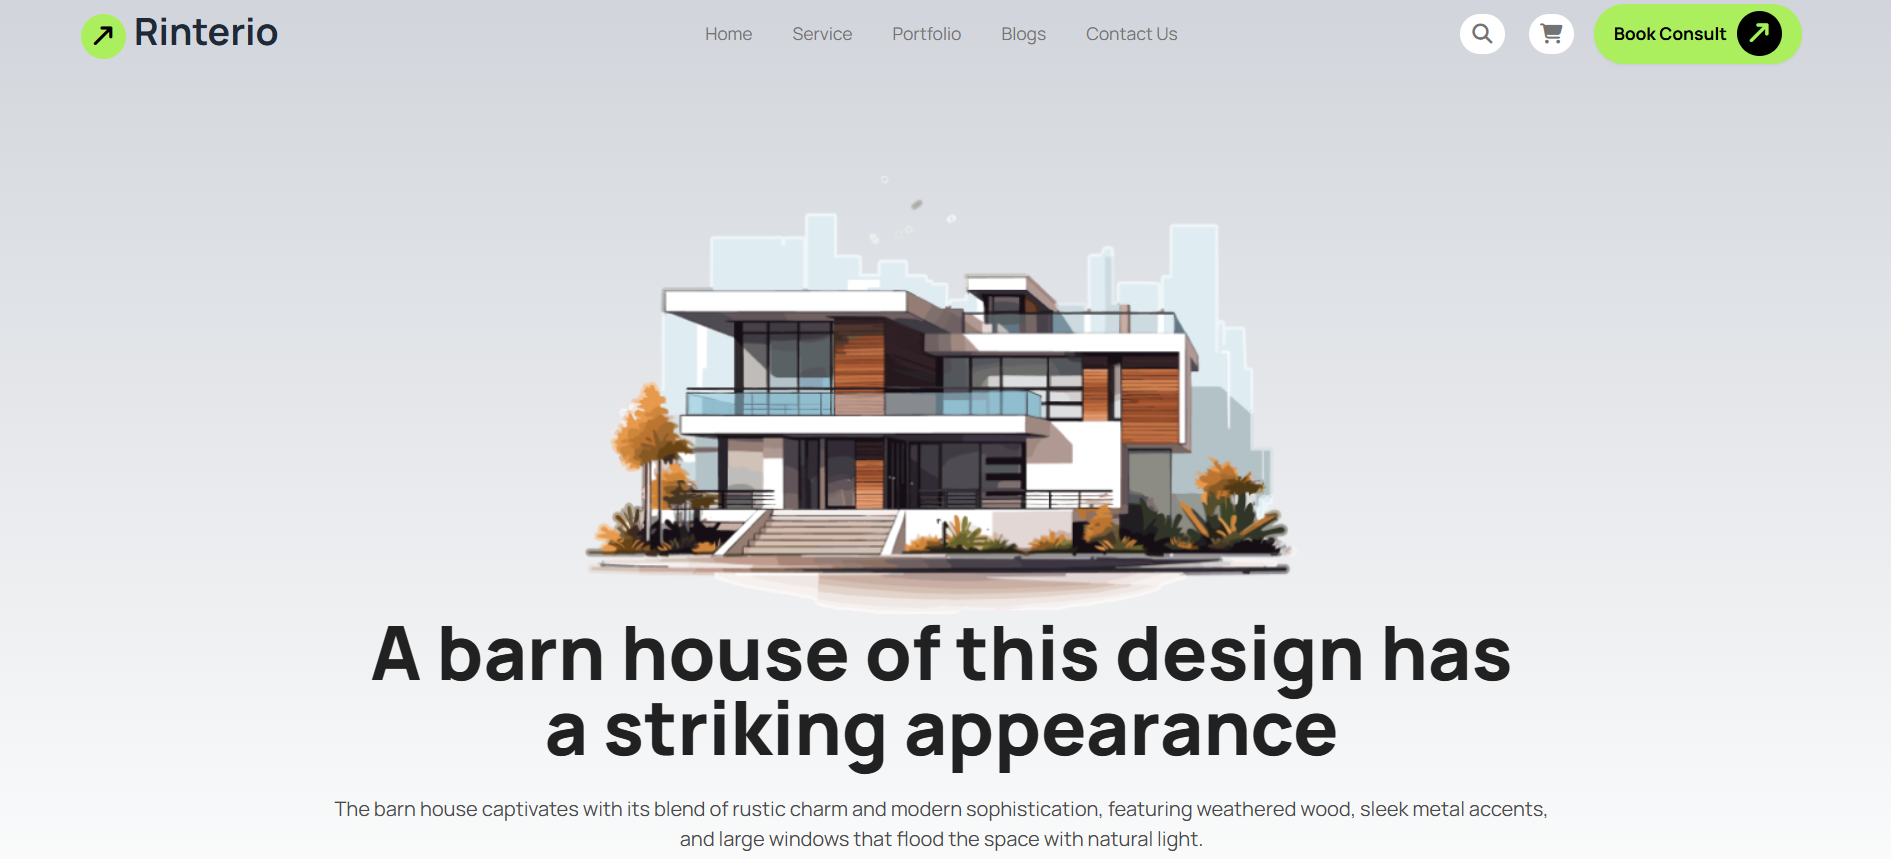 Rinterio
Home
Service
Portfolio
Blogs
Contact Us
Book Consult
A barn house of this design has
a striking appearance
The barn house captivates with its blend of rustic charm and modern sophistication, featuring weathered wood, sleek metal accents,
and large windows that flood the space with natural light.